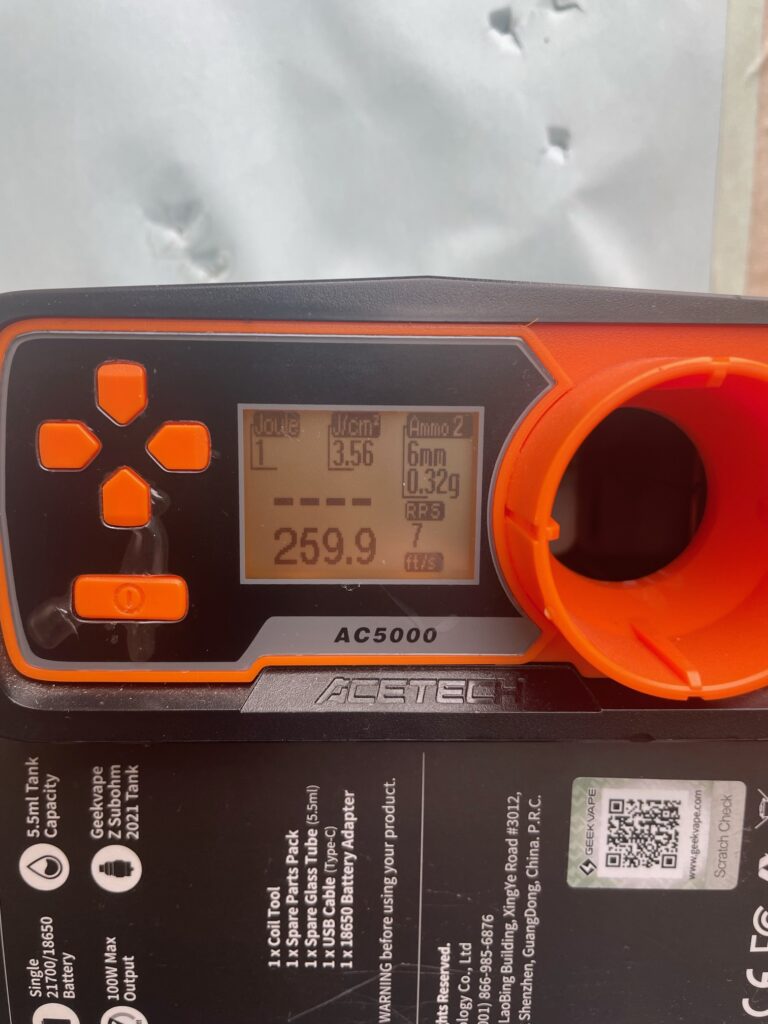 Joule
1
J/cm²
3.56
Ammo 2
6mm
0.32g
----
259.9
RPS
7
ft/s
AC5000
ACETECH
5.5ml Tank
Capacity
Geekvape
Z Subohm
2021 Tank
Single
21700/18650
Battery
100W Max
Output
1 x Coil Tool
1 x Spare Parts Pack
1 x Spare Glass Tube (5.5ml)
1 x USB Cable (Type-C)
1 x 18650 Battery Adapter
WARNING before using your product.
ghts Reserved.
ology Co., Ltd
001) 866-985-6876
LaoBing Building, XingYe Road #3012,
Shenzhen, GuangDong, China. P.R.C.
GEEKVAPE
www.geekvape.com
Scratch Check
CE FC